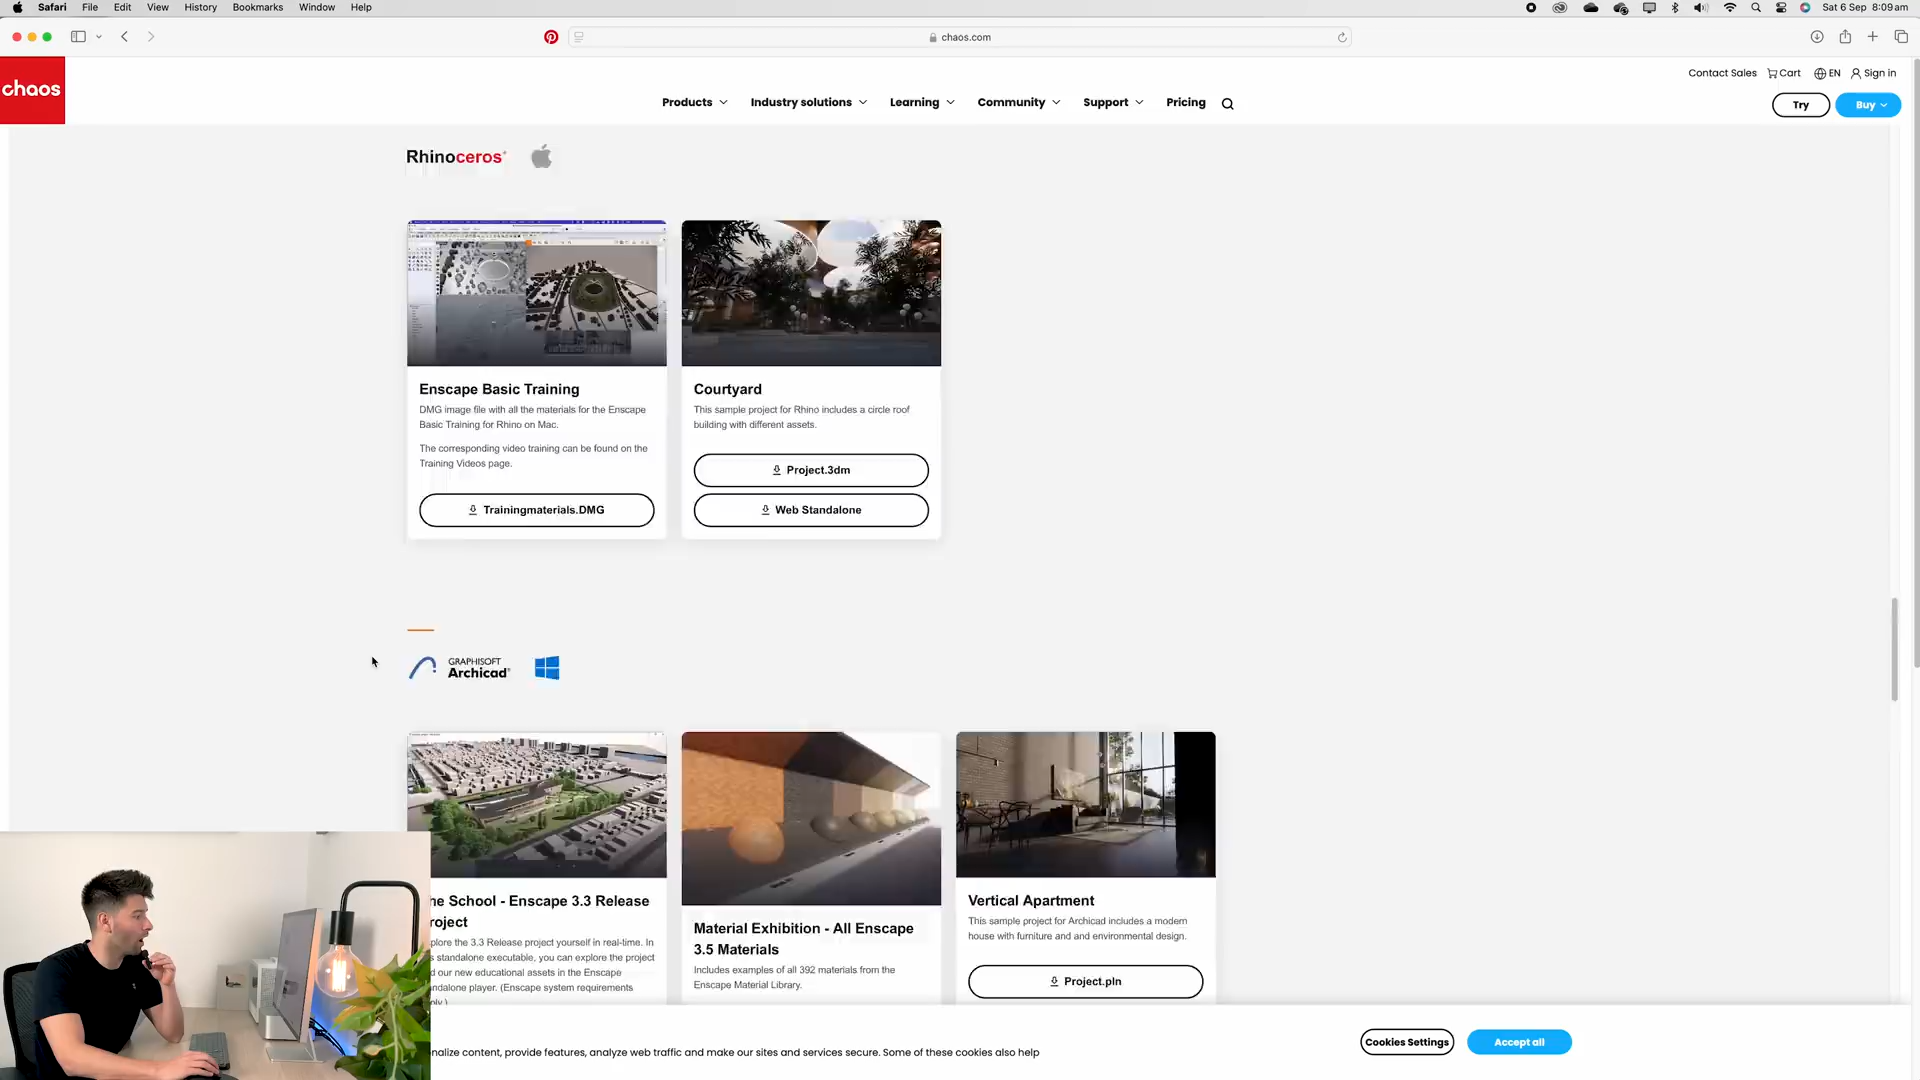 Safari File Edit View History Bookmarks Window Help Sat 6 Sep 8:09 am
chaos.com
chaos
Contact Sales Cart EN Sign in
Products Industry solutions Learning Community Support Pricing
Try Buy
Rhinoceros
Enscape Basic Training
DMG image file with all the materials for the Enscape
Basic Training for Rhino on Mac.
The corresponding video training can be found on the
Training Videos page.
Trainingmaterials.DMG
Courtyard
This sample project for Rhino includes a circle roof
building with different assets.
Project.3dm
Web Standalone
GRAPHISOFT
Archicad®
he School - Enscape 3.3 Release
roject
plore the 3.3 Release project yourself in real-time. In
s standalone executable, you can explore the project
d our new educational assets in the Enscape
ndalone player. (Enscape system requirements
ply.)
Material Exhibition - All Enscape
3.5 Materials
Includes examples of all 392 materials from the
Enscape Material Library.
Vertical Apartment
This sample project for Archicad includes a modern
house with furniture and and environmental design.
Project.pln
nalize content, provide features, analyze web traffic and make our sites and services secure. Some of these cookies also help
Cookies Settings
Accept all